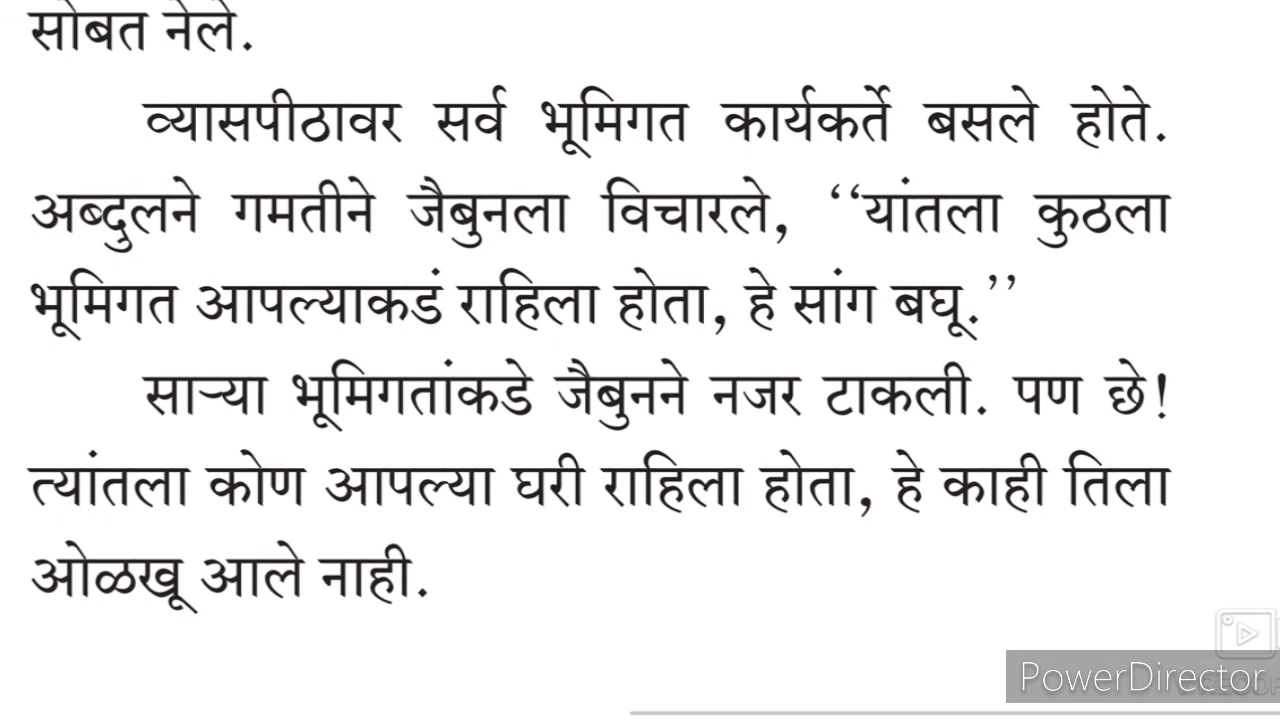 सोबत नेले.
व्यासपीठावर सर्व भूमिगत कार्यकर्ते बसले होते.
अब्दुलने गमतीने जैबुनला विचारले, ‘‘यांतला कुठला
भूमिगत आपल्याकडं राहिला होता, हे सांग बघू.’’
साऱ्या भूमिगतांकडे जैबुनने नजर टाकली. पण छे!
त्यांतला कोण आपल्या घरी राहिला होता, हे काही तिला
ओळखू आले नाही.
PowerDirector